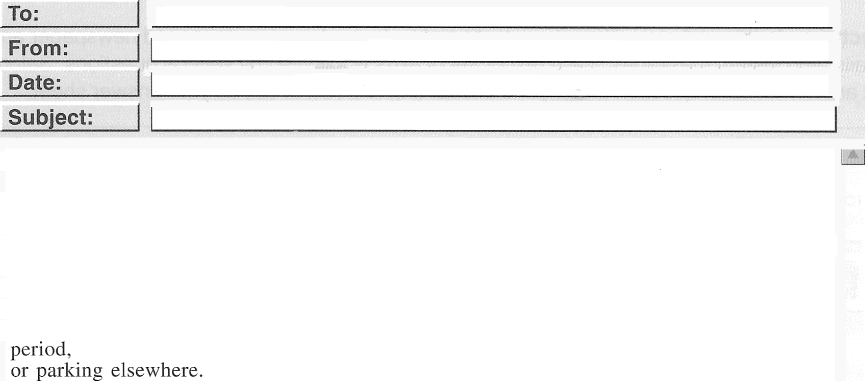 To:
From:
Date:
Subject:
period,
or parking elsewhere.